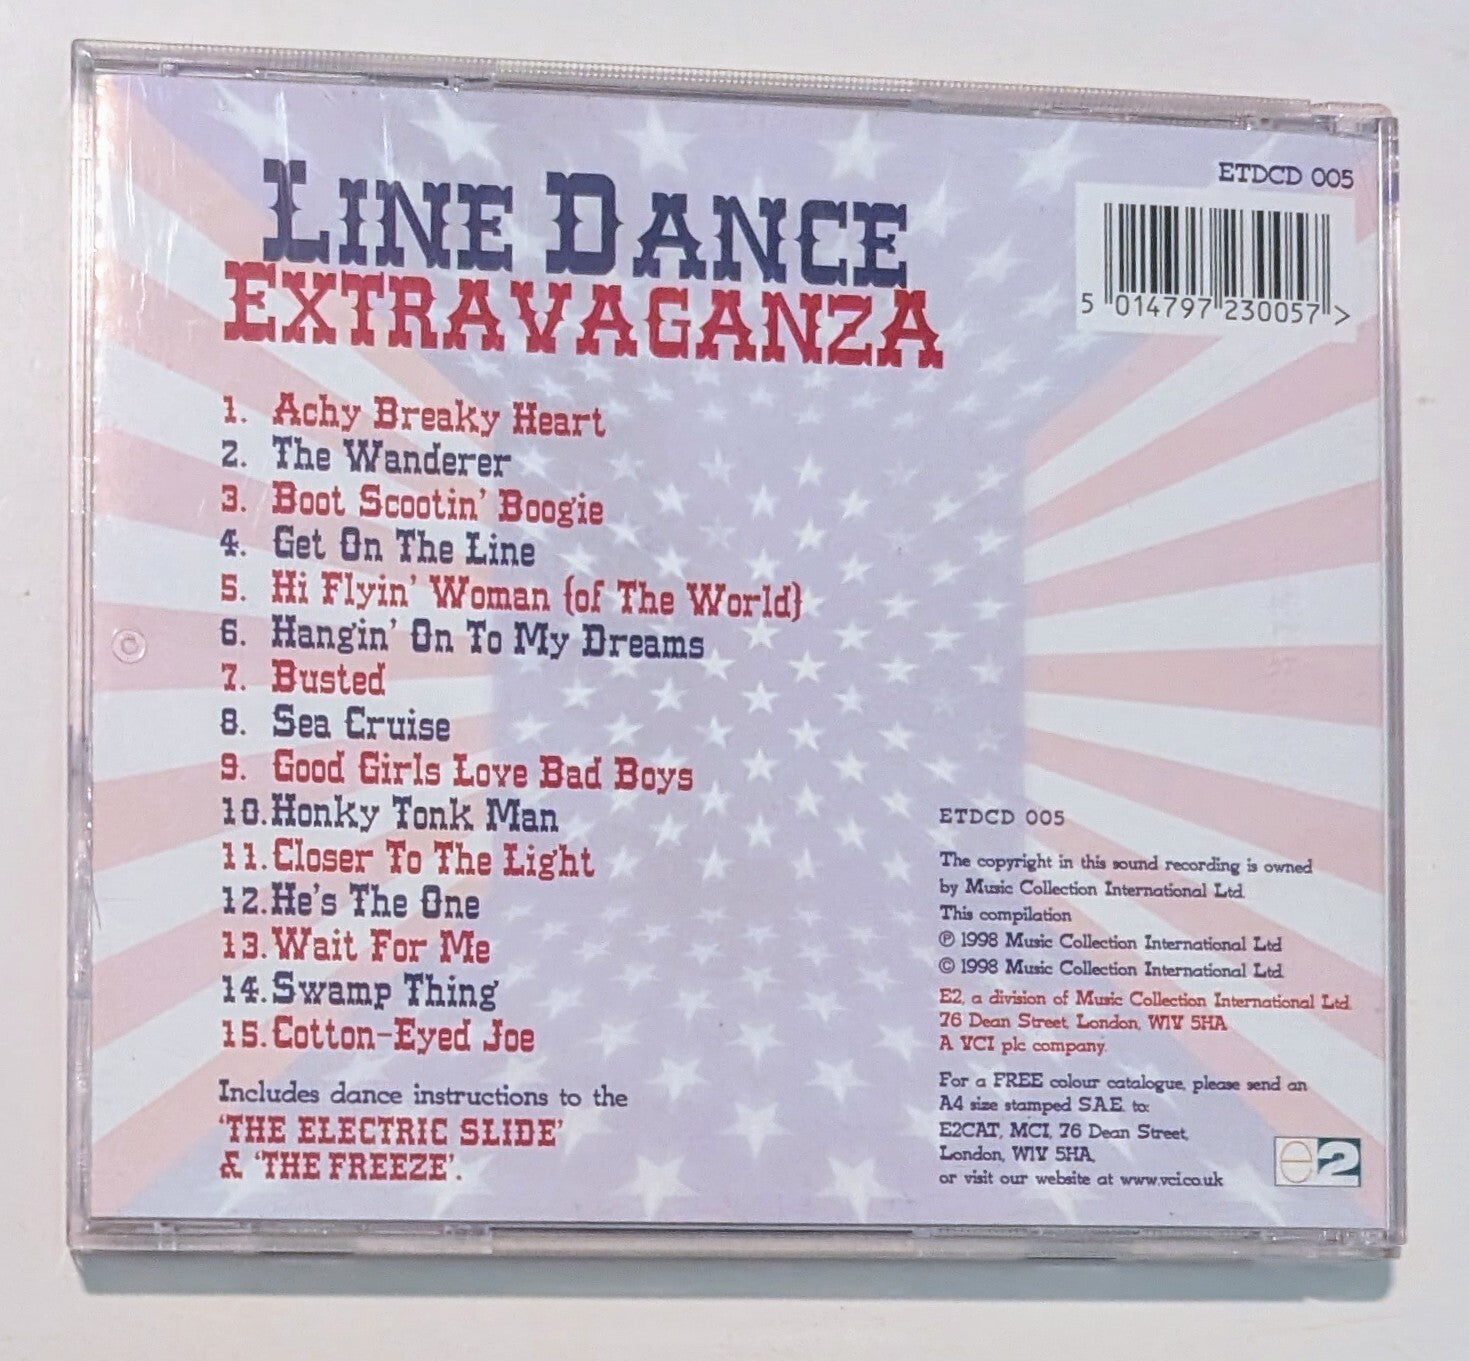 LINE DANCE
EXTRAVAGANZA
ETDCD 005
5 014797 230057 >
1. Achy Breaky Heart
2. The Wanderer
3. Boot Scootin' Boogie
4. Get On The Line
5. Hi Flyin' Woman (of The World)
6. Hangin' On To My Dreams
7. Busted
8. Sea Cruise
9. Good Girls Love Bad Boys
10. Honky Tonk Man
11. Closer To The Light
12. He's The One
13. Wait For Me
14. Swamp Thing
15. Cotton-Eyed Joe
Includes dance instructions to the
'THE ELECTRIC SLIDE'
& 'THE FREEZE'.
ETDCD 005
The copyright in this sound recording is owned
by Music Collection International Ltd.
This compilation
℗ 1998 Music Collection International Ltd
© 1998 Music Collection International Ltd
E2, a division of Music Collection International Ltd.
76 Dean Street, London, W1V 5HA
A VCI plc company.
For a FREE colour catalogue, please send an
A4 size stamped S.A.E. to:
E2CAT, MCI, 76 Dean Street,
London, W1V 5HA,
or visit our website at www.vci.co.uk
e2